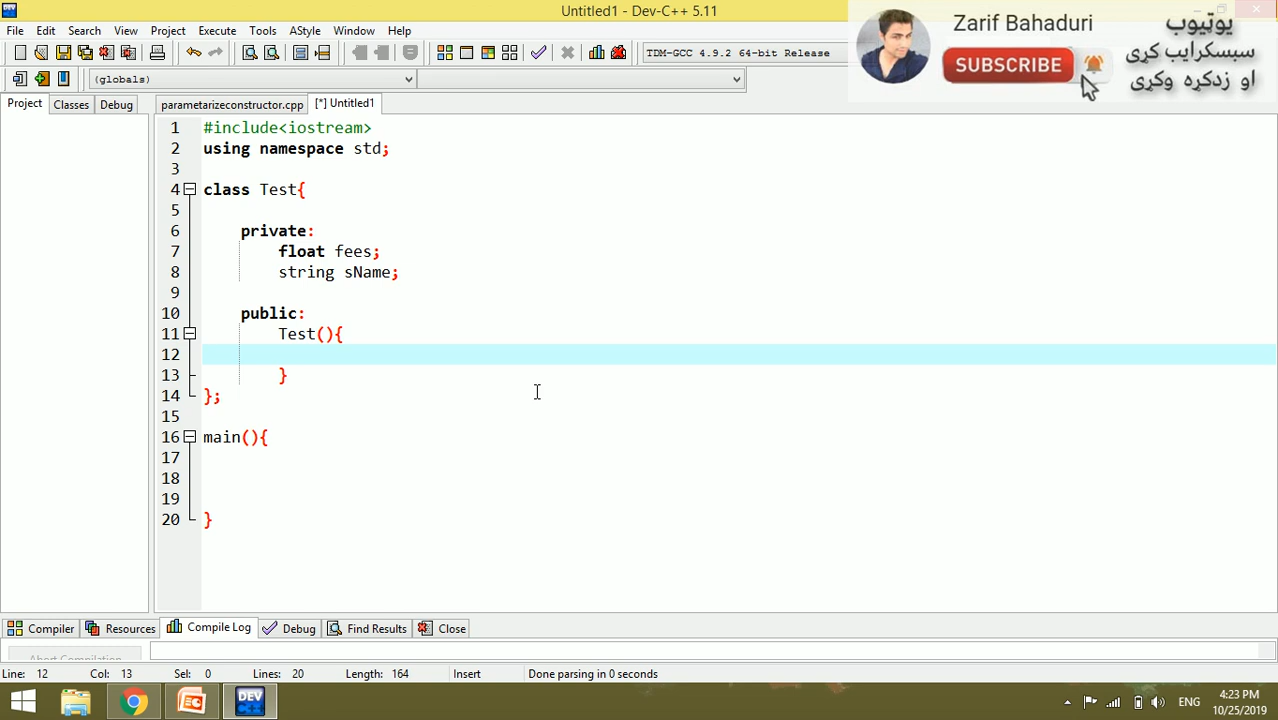 Untitled1 - Dev-C++ 5.11
File Edit Search View Project Execute Tools AStyle Window Help
TDM-GCC 4.9.2 64-bit Release
(globals)
Project Classes Debug
parametarizeconstructor.cpp [*] Untitled1
Zarif Bahaduri
SUBSCRIBE
يوټيوب
سبسکرايب کړی
او زدکړه وکړی
1 #include<iostream>
2 using namespace std;
3
4 class Test{
5
6 private:
7 float fees;
8 string sName;
9
10 public:
11 Test(){
12
13 }
14 };
15
16 main(){
17
18
19
20 }
Compiler Resources Compile Log Debug Find Results Close
Abort Compilation
Line: 12 Col: 13 Sel: 0 Lines: 20 Length: 164 Insert Done parsing in 0 seconds
DEV
ENG
4:23 PM
10/25/2019